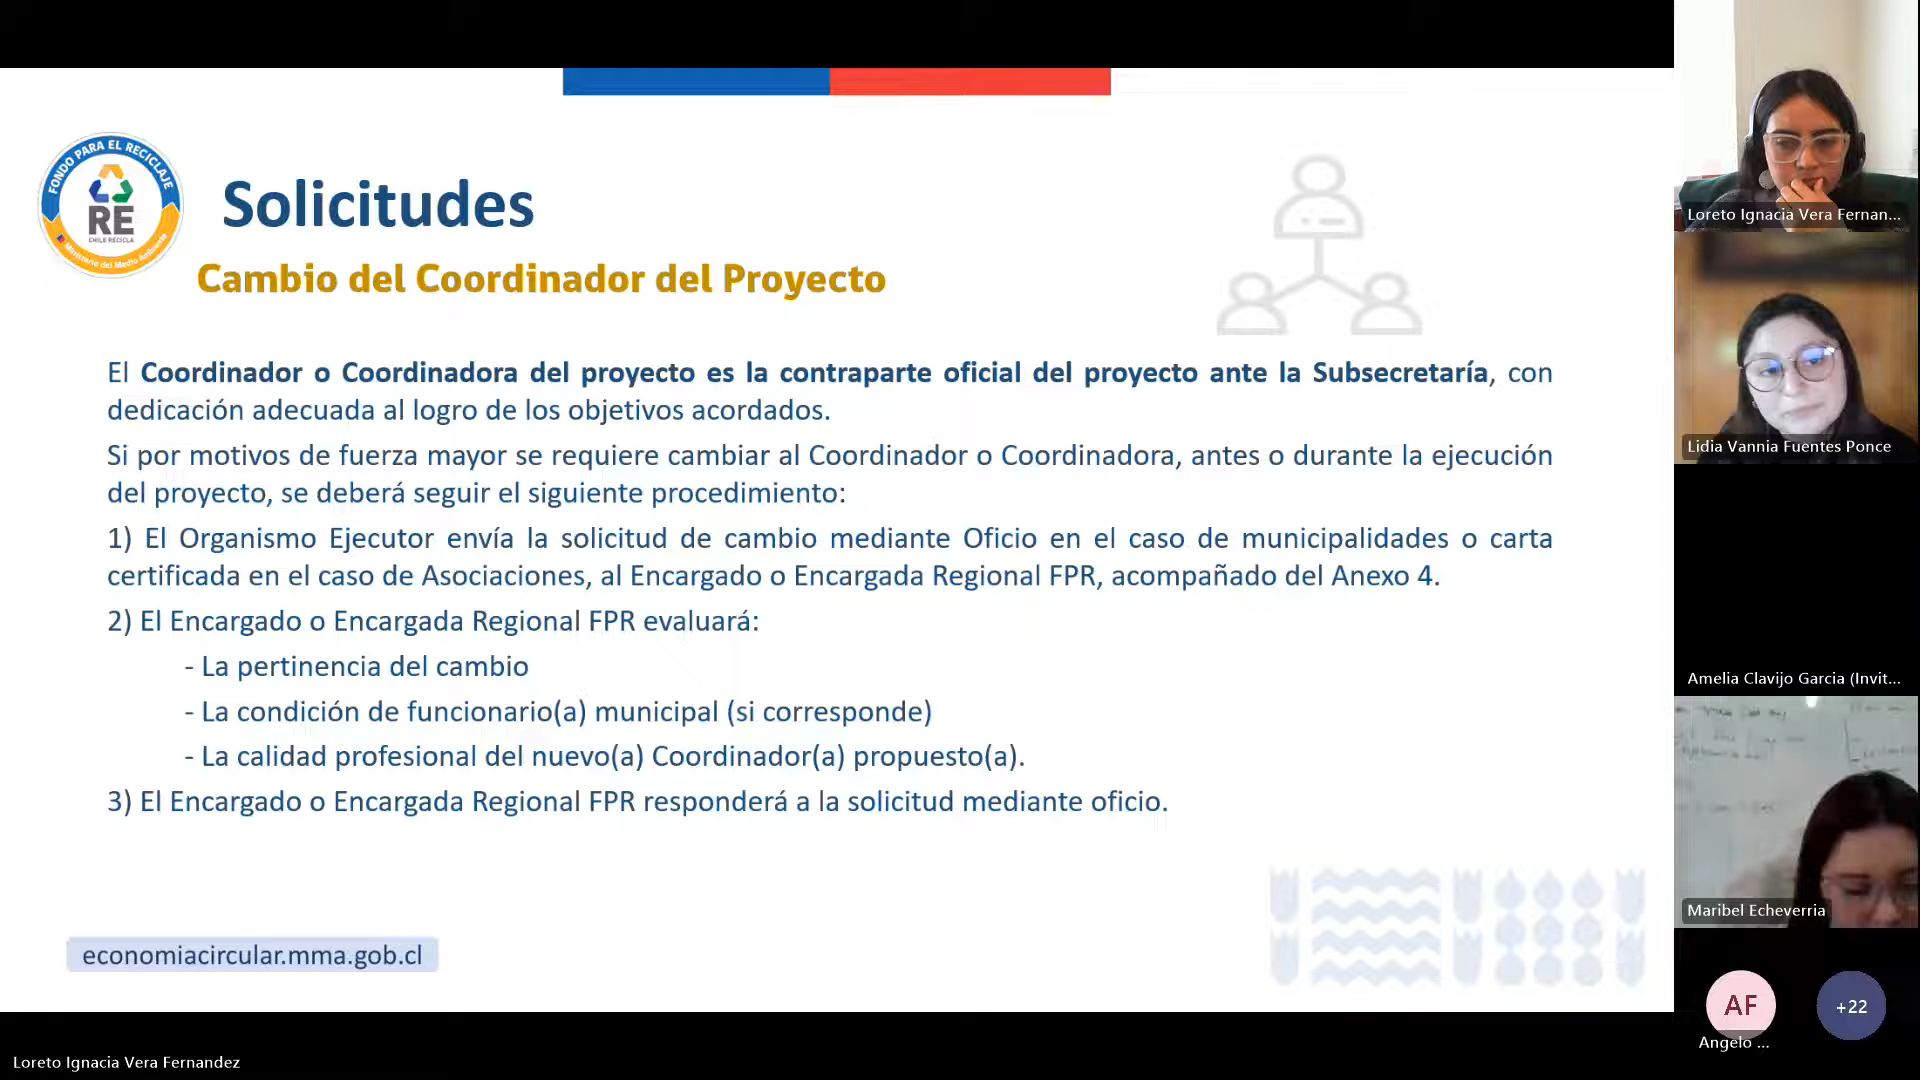 FONDO PARA EL RECICLAJE
RE
CHILE RECICLA
Ministerio del Medio Ambiente
Solicitudes
Cambio del Coordinador del Proyecto
El Coordinador o Coordinadora del proyecto es la contraparte oficial del proyecto ante la Subsecretaría, con
dedicación adecuada al logro de los objetivos acordados.
Si por motivos de fuerza mayor se requiere cambiar al Coordinador o Coordinadora, antes o durante la ejecución
del proyecto, se deberá seguir el siguiente procedimiento:
1) El Organismo Ejecutor envía la solicitud de cambio mediante Oficio en el caso de municipalidades o carta
certificada en el caso de Asociaciones, al Encargado o Encargada Regional FPR, acompañado del Anexo 4.
2) El Encargado o Encargada Regional FPR evaluará:
- La pertinencia del cambio
- La condición de funcionario(a) municipal (si corresponde)
- La calidad profesional del nuevo(a) Coordinador(a) propuesto(a).
3) El Encargado o Encargada Regional FPR responderá a la solicitud mediante oficio.
economiacircular.mma.gob.cl
Loreto Ignacia Vera Fernandez
Loreto Ignacia Vera Fernan...
Lidia Vannia Fuentes Ponce
Amelia Clavijo Garcia (Invit...
Maribel Echeverria
AF
Angelo ...
+22